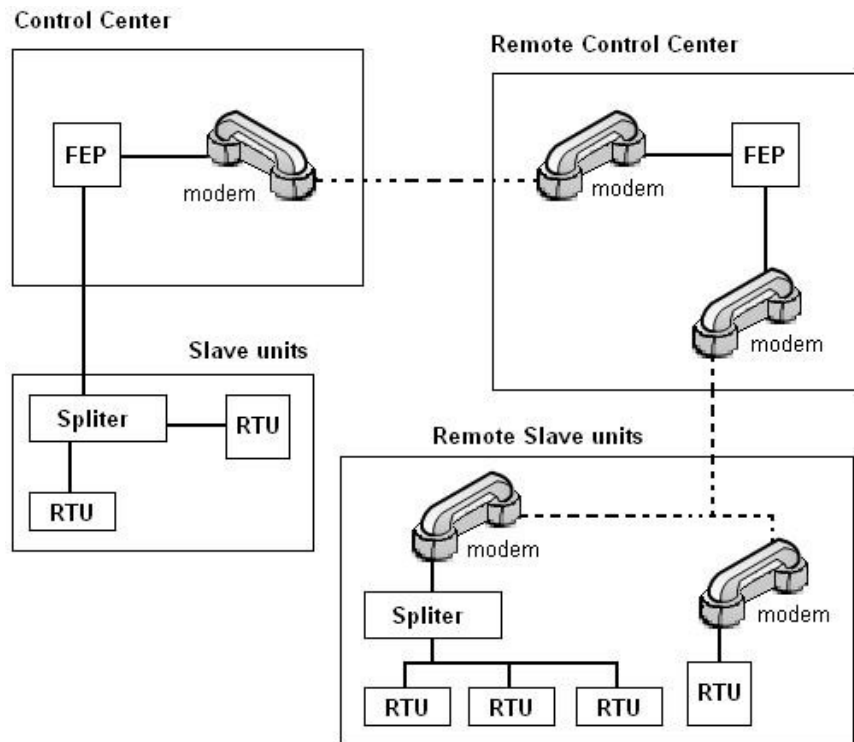 Control Center
Remote Control Center
FEP
modem
modem
FEP
modem
Slave units
Spliter
RTU
RTU
Remote Slave units
modem
modem
Spliter
RTU
RTU
RTU
RTU